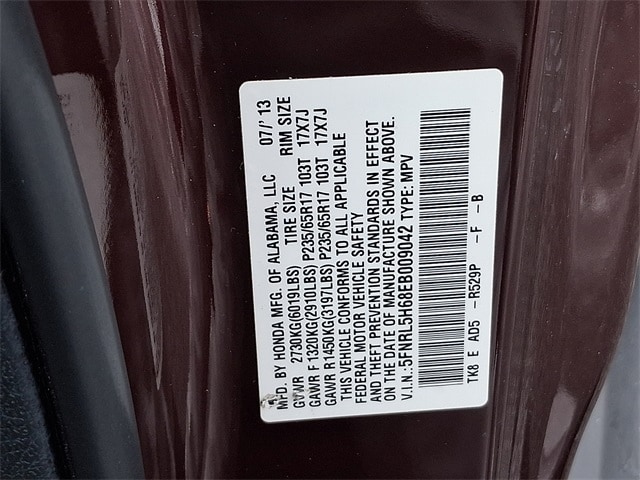 MFD. BY HONDA MFG. OF ALABAMA, LLC 07/'13
GVWR 2730KG(6019LBS) TIRE SIZE RIM SIZE
GAWR F 1320KG(2910LBS) P235/65R17 103T 17X7J
GAWR R1450KG(3197LBS) P235/65R17 103T 17X7J
THIS VEHICLE CONFORMS TO ALL APPLICABLE
FEDERAL MOTOR VEHICLE SAFETY
AND THEFT PREVENTION STANDARDS IN EFFECT
ON THE DATE OF MANUFACTURE SHOWN ABOVE.
V.I.N.:5FNRL5H68EB009042 TYPE: MPV
TK8 E AD5 -R529P -F -B